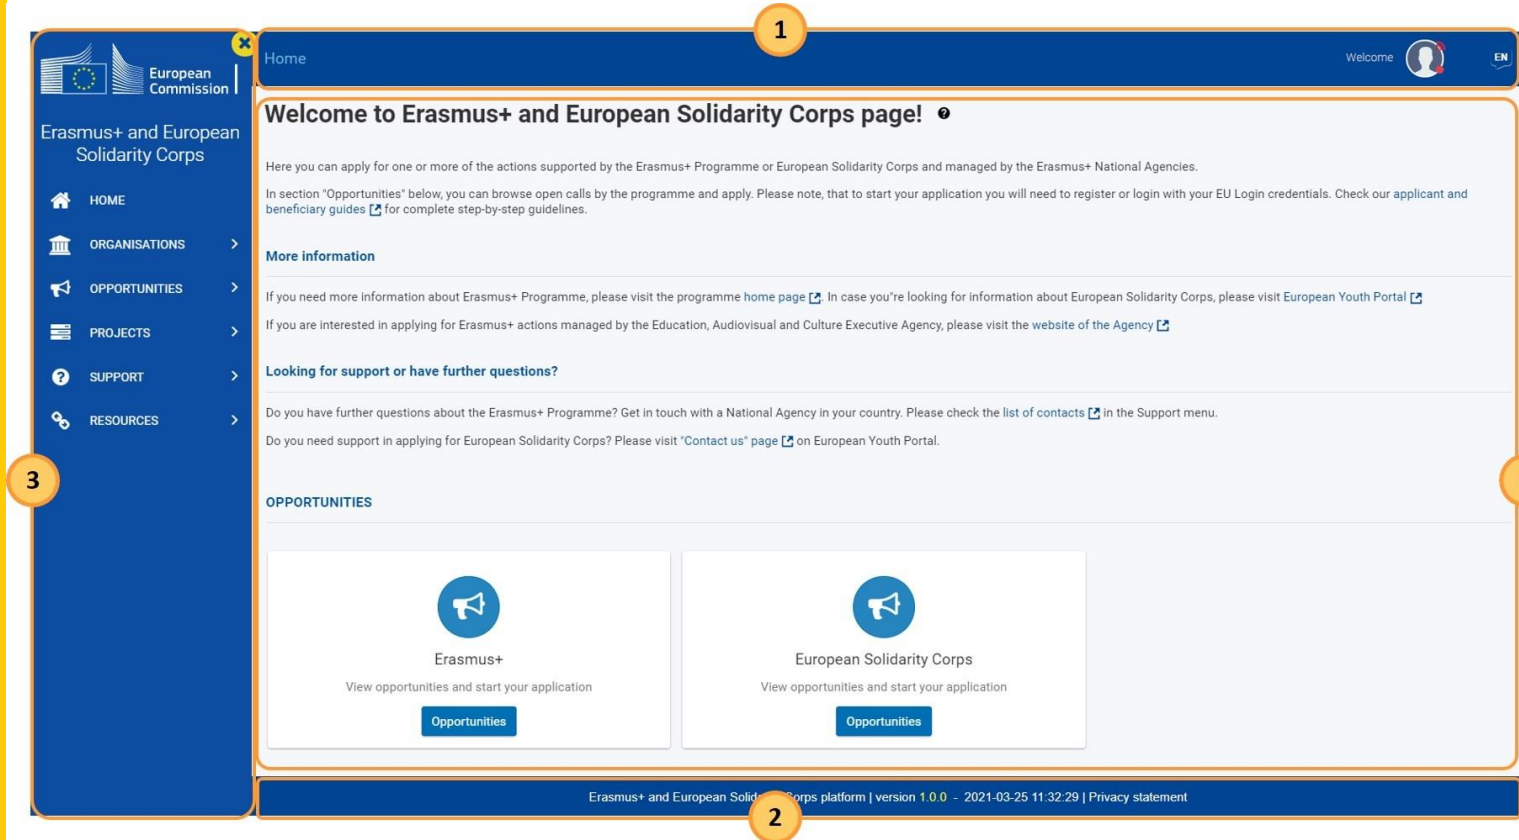 1
European
Commission
Erasmus+ and European
Solidarity Corps
HOME
ORGANISATIONS
OPPORTUNITIES
PROJECTS
SUPPORT
RESOURCES
3
Home
Welcome
EN
Welcome to Erasmus+ and European Solidarity Corps page!
Here you can apply for one or more of the actions supported by the Erasmus+ Programme or European Solidarity Corps and managed by the Erasmus+ National Agencies.
In section "Opportunities" below, you can browse open calls by the programme and apply. Please note, that to start your application you will need to register or login with your EU Login credentials. Check our applicant and
beneficiary guides for complete step-by-step guidelines.
More information
If you need more information about Erasmus+ Programme, please visit the programme home page . In case you"re looking for information about European Solidarity Corps, please visit European Youth Portal
If you are interested in applying for Erasmus+ actions managed by the Education, Audiovisual and Culture Executive Agency, please visit the website of the Agency
Looking for support or have further questions?
Do you have further questions about the Erasmus+ Programme? Get in touch with a National Agency in your country. Please check the list of contacts in the Support menu.
Do you need support in applying for European Solidarity Corps? Please visit "Contact us" page on European Youth Portal.
OPPORTUNITIES
Erasmus+
View opportunities and start your application
Opportunities
European Solidarity Corps
View opportunities and start your application
Opportunities
Erasmus+ and European Corps platform | version 1.0.0 - 2021-03-25 11:32:29 | Privacy statement
2